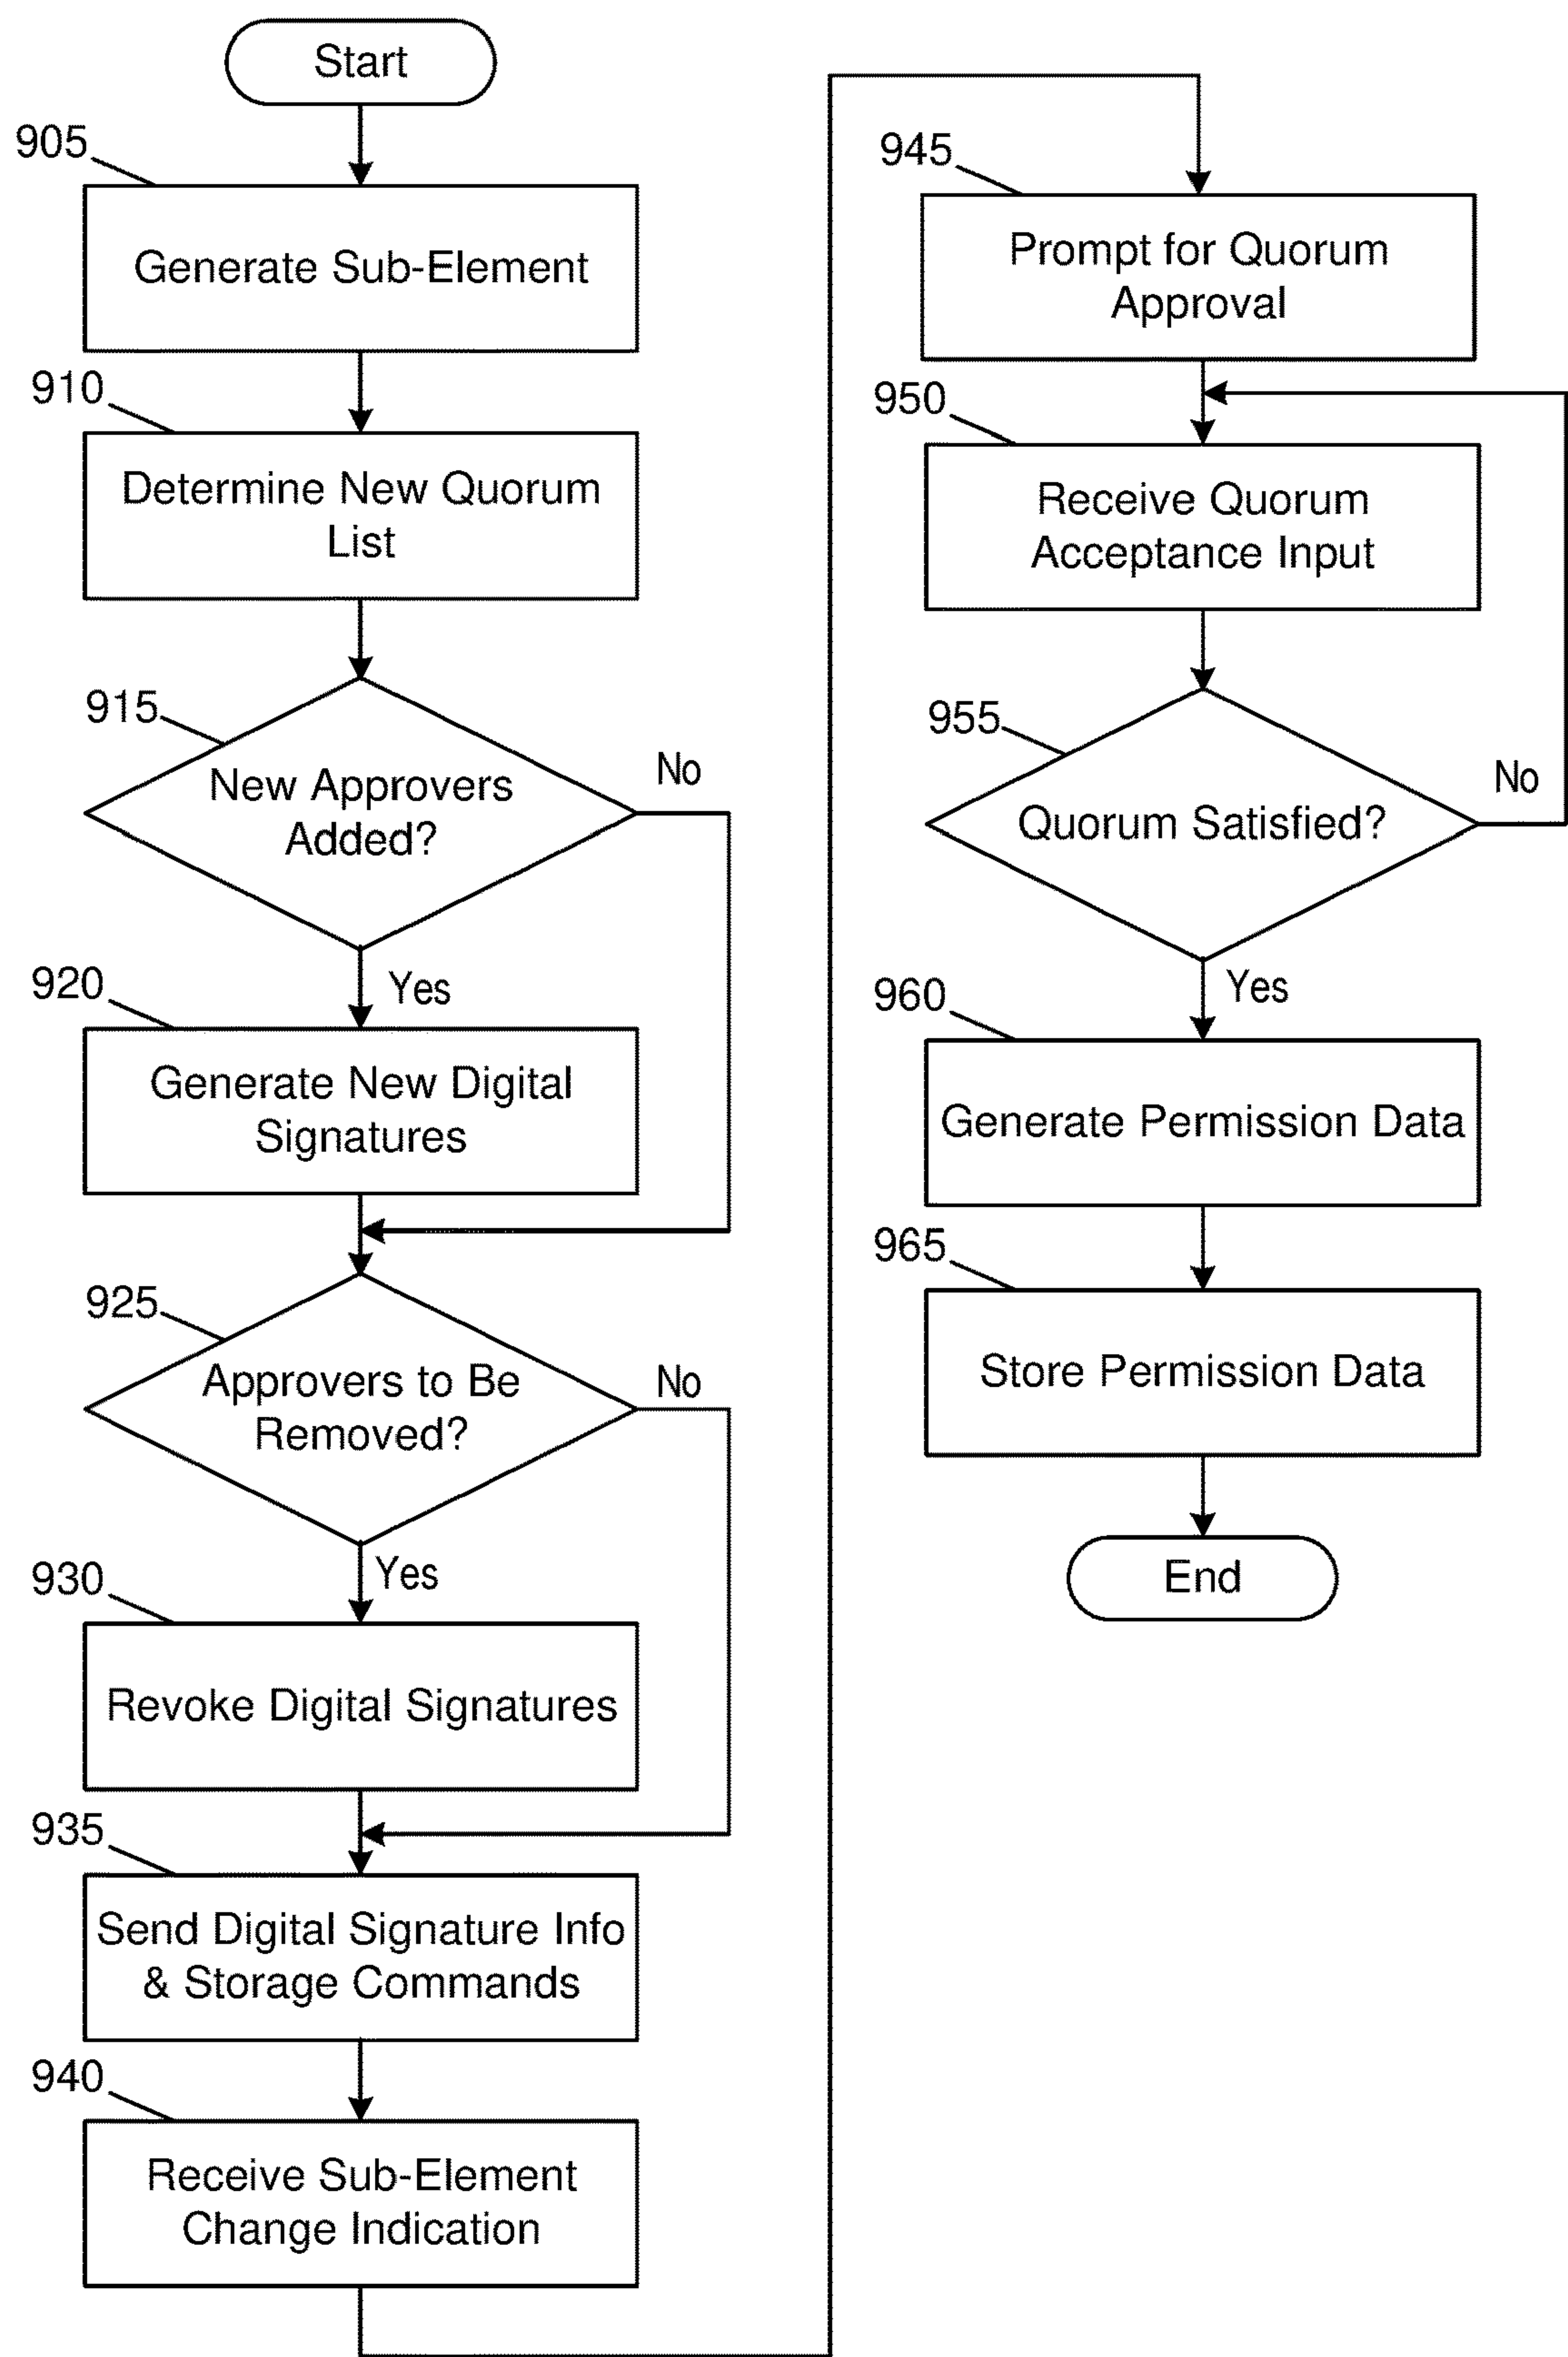 Start
905
Generate Sub-Element
910
Determine New Quorum
List
915
New Approvers
Added?
No
Yes
920
Generate New Digital
Signatures
925
Approvers to Be
Removed?
No
Yes
930
Revoke Digital Signatures
935
Send Digital Signature Info
& Storage Commands
940
Receive Sub-Element
Change Indication
945
Prompt for Quorum
Approval
950
Receive Quorum
Acceptance Input
955
Quorum Satisfied?
No
Yes
960
Generate Permission Data
965
Store Permission Data
End